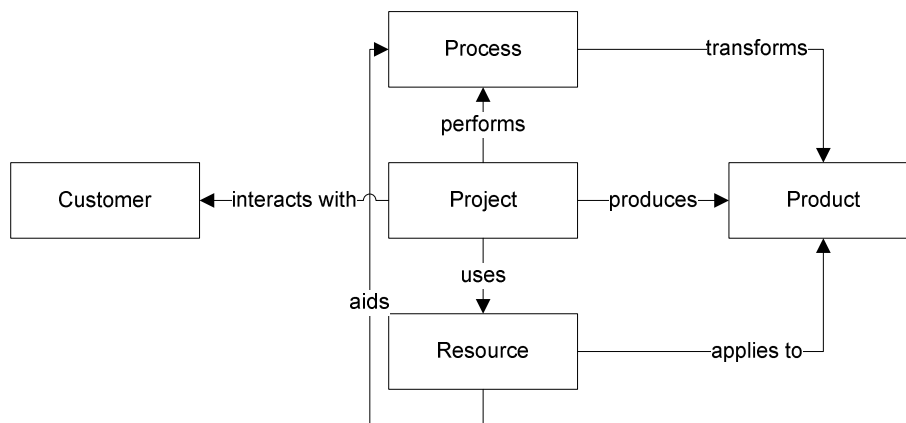 Process
transforms
performs
Customer
interacts with
Project
produces
Product
uses
aids
Resource
applies to